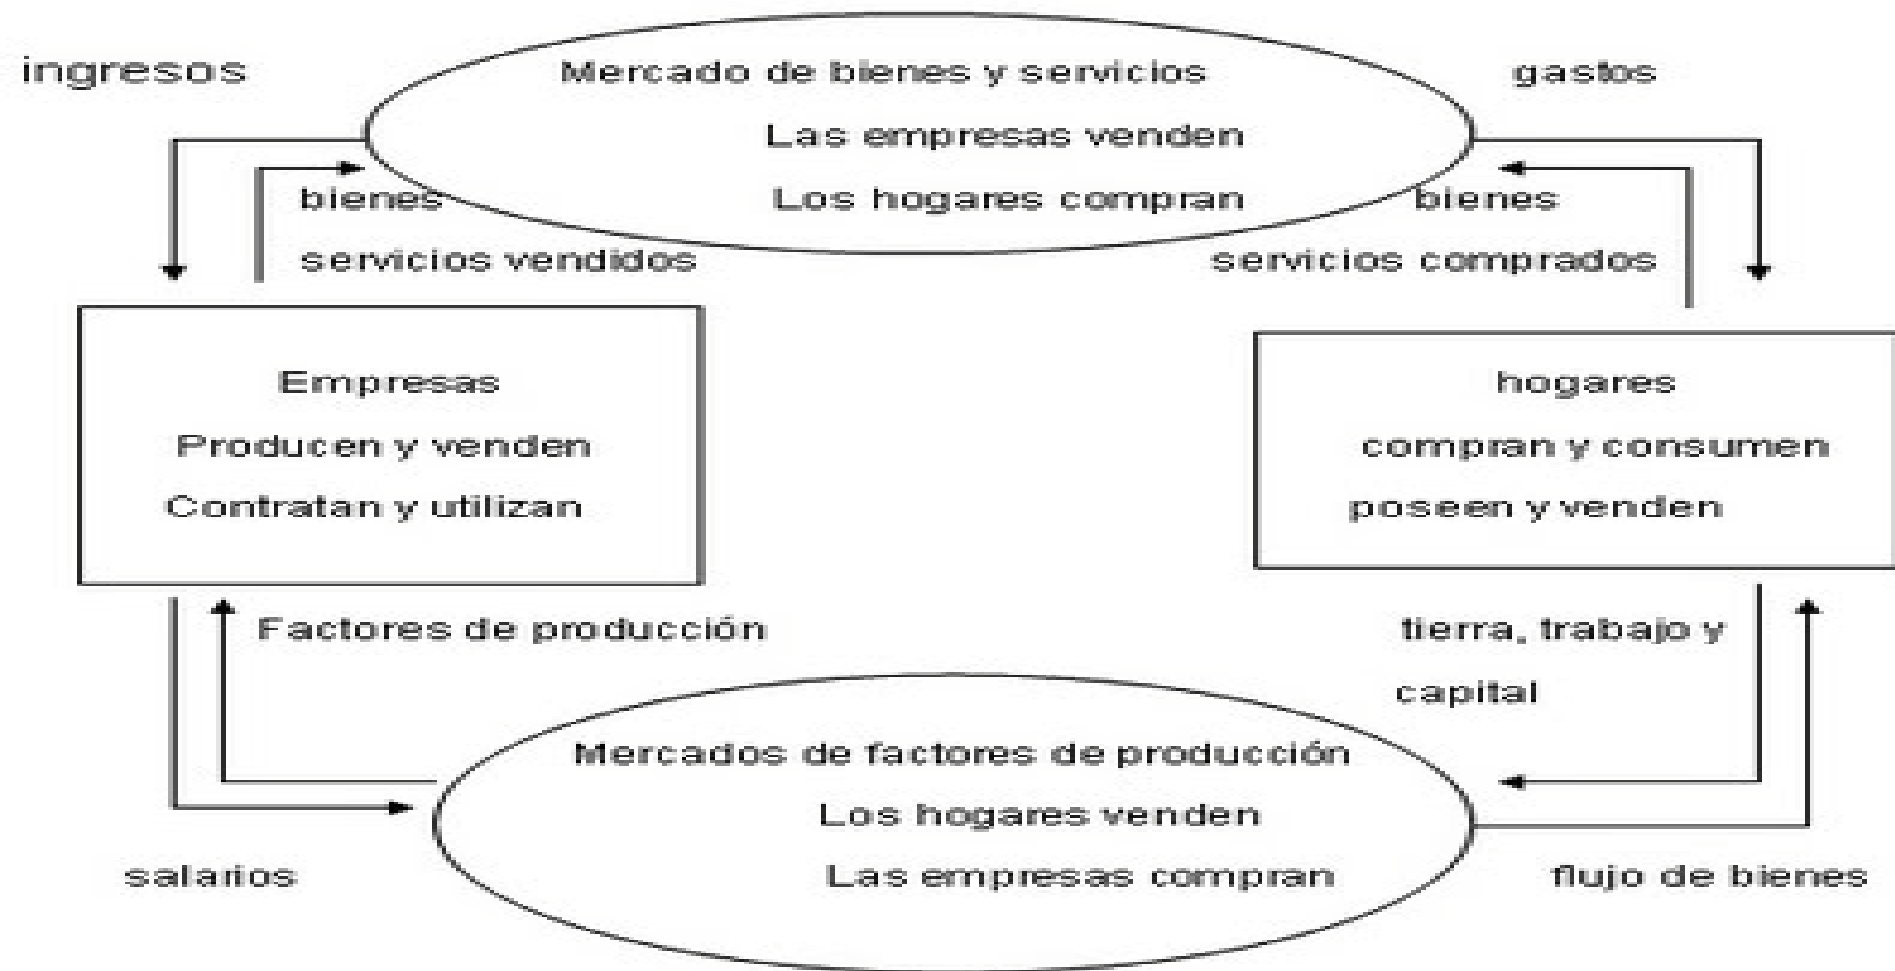 ingresos
Mercado de bienes y servicios
gastos
Las empresas venden
bienes
Los hogares compran
bienes
servicios vendidos
servicios comprados
Empresas
Producen y venden
Contratan y utilizan
hogares
compran y consumen
poseen y venden
Factores de producción
tierra, trabajo y
capital
Mercados de factores de producción
Los hogares venden
Las empresas compran
salarios
flujo de bienes